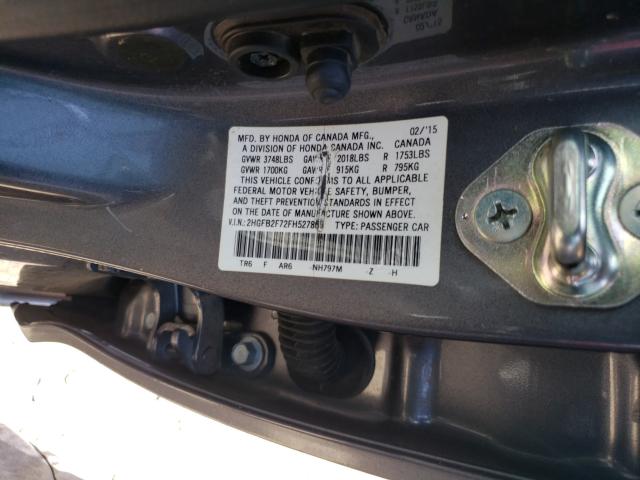 MFD. BY HONDA OF CANADA MFG., 02/'15
A DIVISION OF HONDA CANADA INC. CANADA
GVWR 3748LBS 2018LBS R 1753LBS
GVWR 1700KG 915KG R 795KG
THIS VEHICLE CONFORMS TO ALL APPLICABLE
FEDERAL MOTOR VEHICLE SAFETY, BUMPER,
AND THEFT PREVENTION STANDARDS IN EFFECT
ON THE DATE OF MANUFACTURE SHOWN ABOVE.
V.I.N.: TYPE: PASSENGER CAR
TR6 F AR6 -NH797M -Z -H